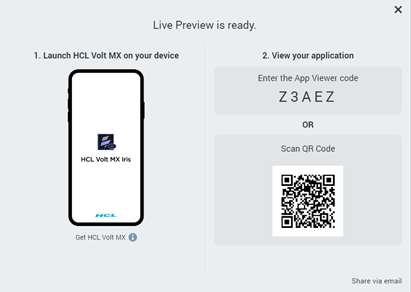 Live Preview is ready.
1. Launch HCL Volt MX on your device
HCL Volt MX Iris
HCL
Get HCL Volt MX
2. View your application
Enter the App Viewer code
Z3AEZ
OR
Scan QR Code
Share via email